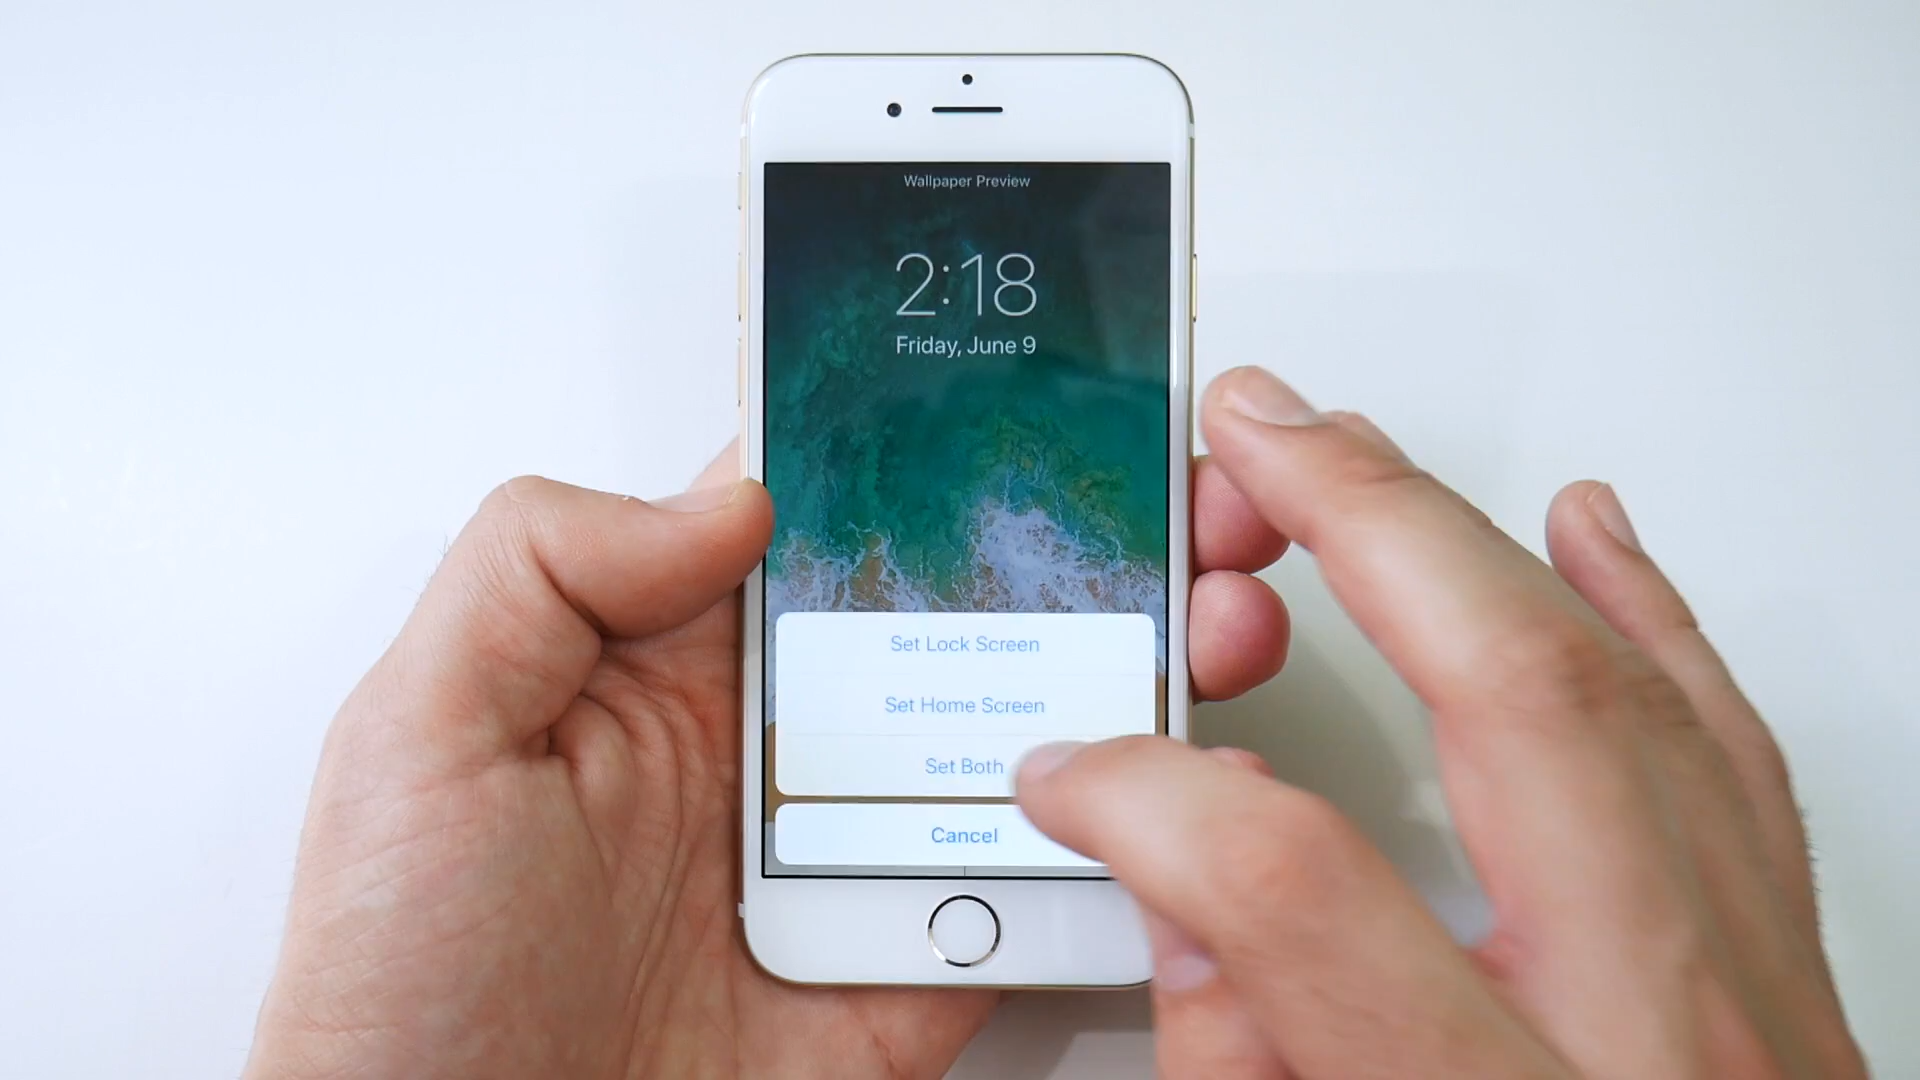 Wallpaper Preview
2:18
Friday, June 9
Set Lock Screen
Set Home Screen
Set Both
Cancel